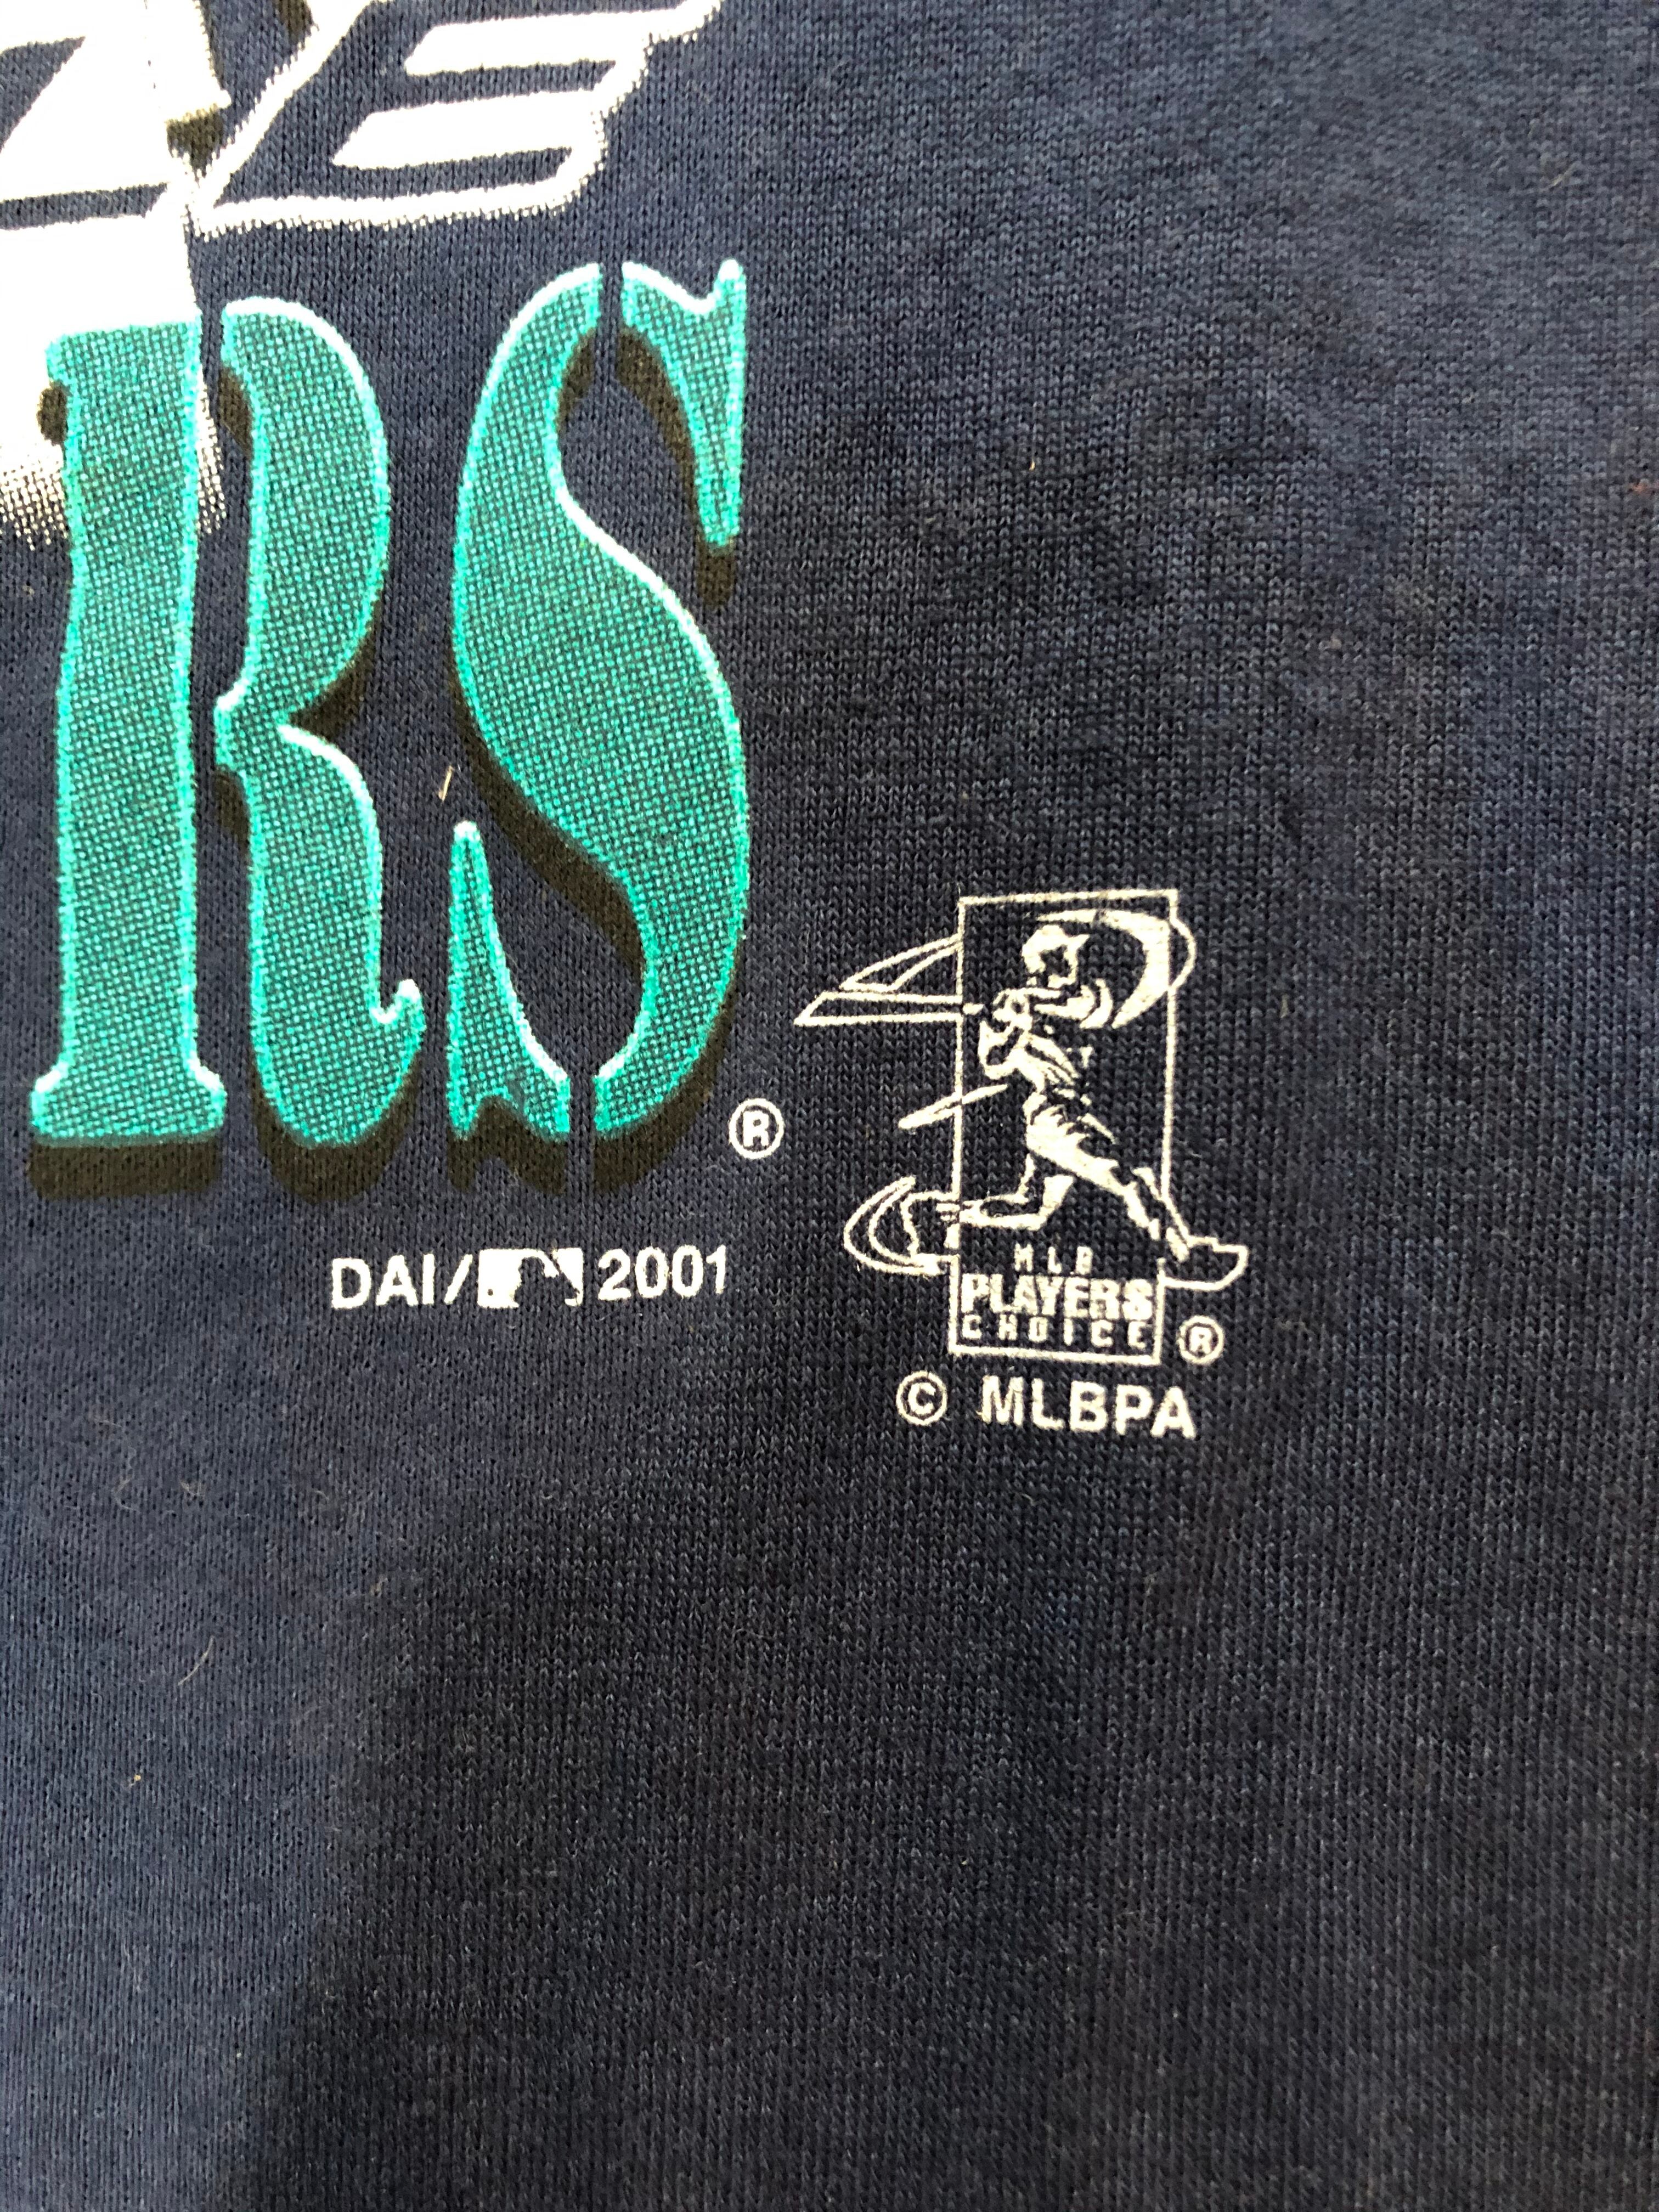 RS®
DAI/ 2001
MLB
PLAYERS
CHOICE ®
© MLBPA